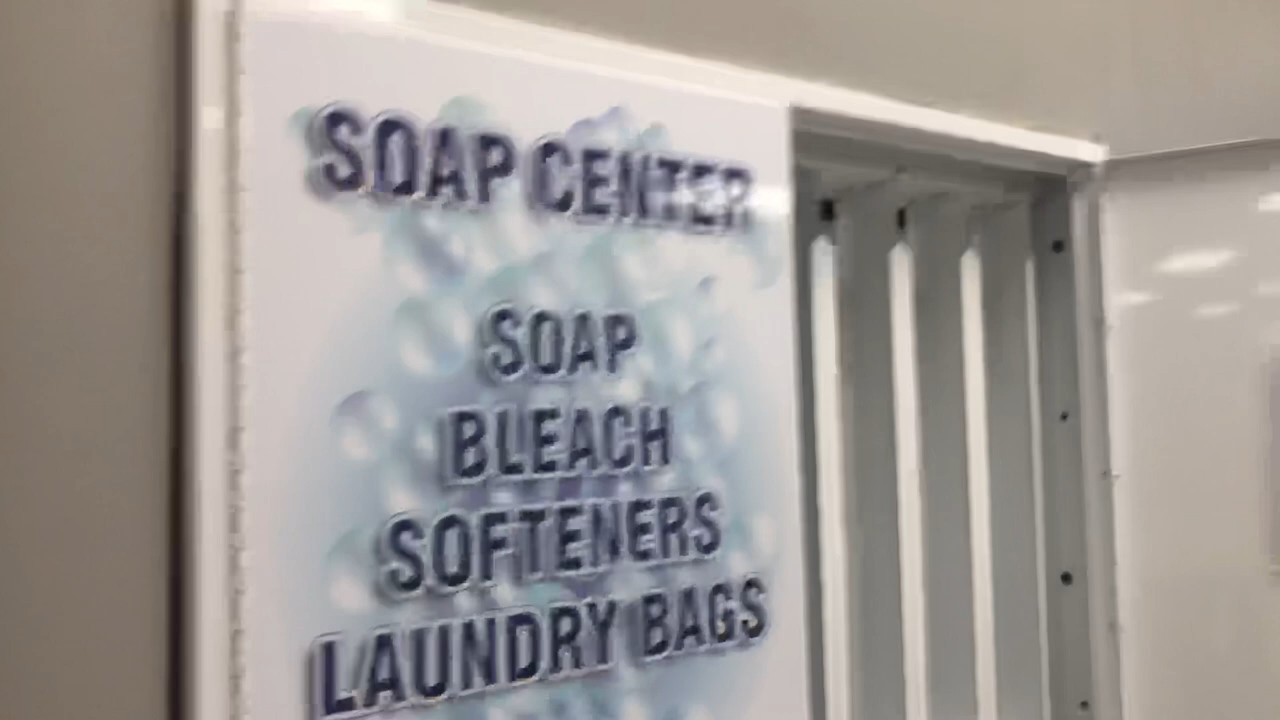 SOAP CENTER
SOAP
BLEACH
SOFTENERS
LAUNDRY BAGS